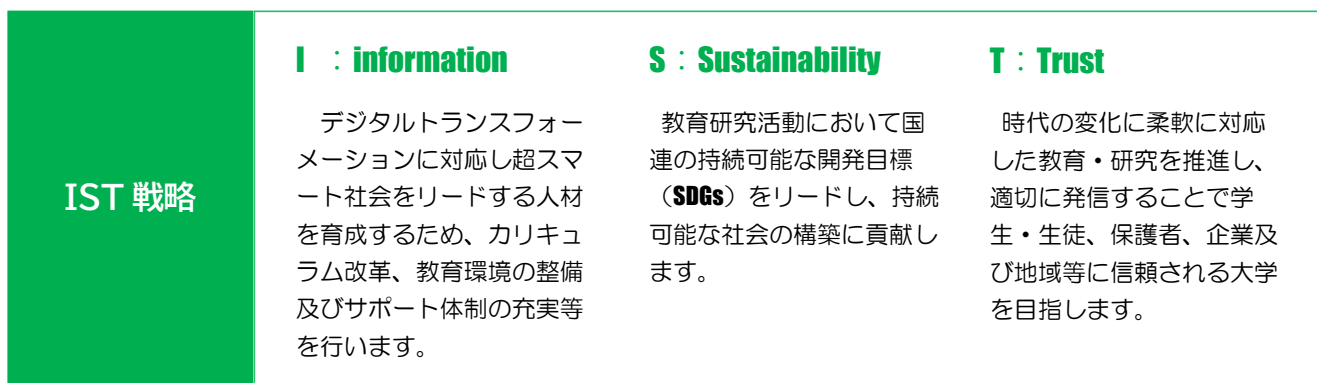 IST 戦略
I : information
デジタルトランスフォー
メーションに対応し超スマ
ート社会をリードする人材
を育成するため、カリキュ
ラム改革、教育環境の整備
及びサポート体制の充実等
を行います。
S : Sustainability
教育研究活動において国
連の持続可能な開発目標
（SDGs）をリードし、持続
可能な社会の構築に貢献し
ます。
T : Trust
時代の変化に柔軟に対応
した教育・研究を推進し、
適切に発信することで学
生・生徒、保護者、企業及
び地域等に信頼される大学
を目指します。